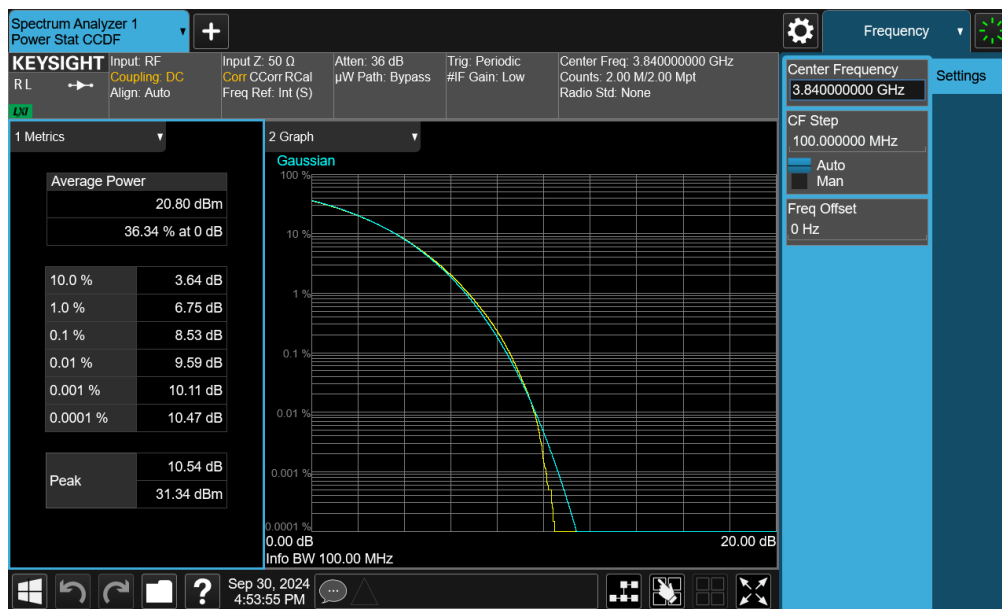 Spectrum Analyzer 1
Power Stat CCDF
Frequency
KEYSIGHT
RL
LXI
Input: RF
Coupling: DC
Align: Auto
Input Z: 50 Ω
Corr CCorr RCal
Freq Ref: Int (S)
Atten: 36 dB
µW Path: Bypass
Trig: Periodic
#IF Gain: Low
Center Freq: 3.840000000 GHz
Counts: 2.00 M/2.00 Mpt
Radio Std: None
Center Frequency
3.840000000 GHz
Settings
CF Step
100.000000 MHz
Auto
Man
Freq Offset
0 Hz
1 Metrics
Average Power
20.80 dBm
36.34 % at 0 dB
10.0 % 3.64 dB
1.0 % 6.75 dB
0.1 % 8.53 dB
0.01 % 9.59 dB
0.001 % 10.11 dB
0.0001 % 10.47 dB
Peak
10.54 dB
31.34 dBm
2 Graph
Gaussian
100 %
10 %
1 %
0.1 %
0.01 %
0.001 %
0.0001 %
0.00 dB 20.00 dB
Info BW 100.00 MHz
?
Sep 30, 2024
4:53:55 PM